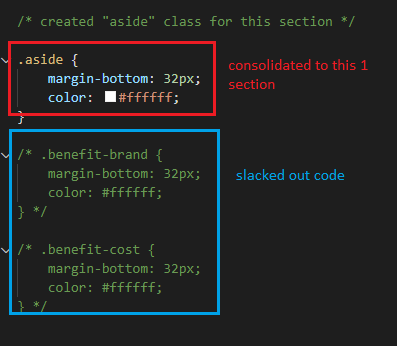 /* created "aside" class for this section */
.aside {
margin-bottom: 32px;
color: #ffffff;
}
consolidated to this 1
section
/* .benefit-brand {
margin-bottom: 32px;
color: #ffffff;
} */
slacked out code
/* .benefit-cost {
margin-bottom: 32px;
color: #ffffff;
} */